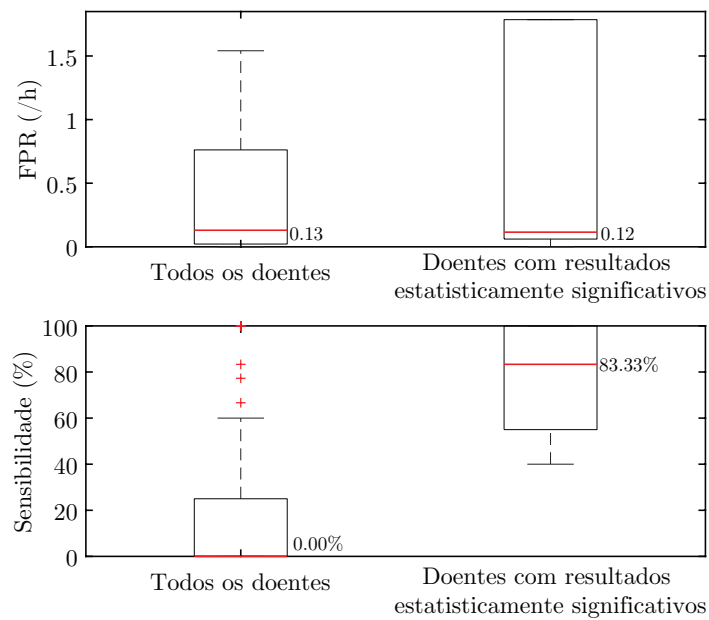 FPR (/h)
1.5
1
0.5
0
0.13
0.12
Todos os doentes
Doentes com resultados
estatisticamente significativos
Sensibilidade (%)
100
80
60
40
20
0
83.33%
0.00%
Todos os doentes
Doentes com resultados
estatisticamente significativos